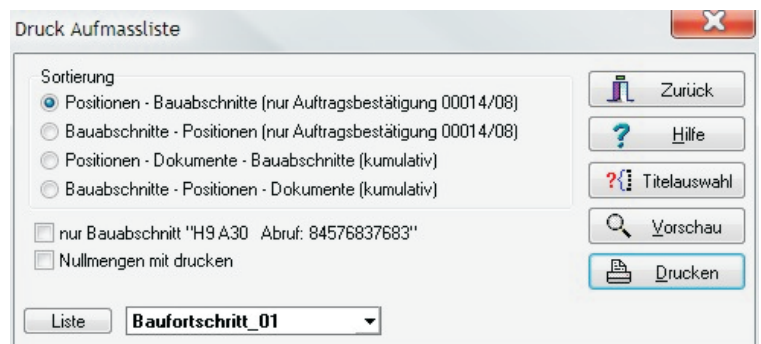 Druck Aufmassliste
Sortierung
Positionen - Bauabschnitte (nur Auftragsbestätigung 00014/08)
Bauabschnitte - Positionen (nur Auftragsbestätigung 00014/08)
Positionen - Dokumente - Bauabschnitte (kumulativ)
Bauabschnitte - Positionen - Dokumente (kumulativ)
nur Bauabschnitt "H9 A30 Abruf: 84576837683"
Nullmengen mit drucken
Liste
Baufortschritt_01
Zurück
Hilfe
Titelauswahl
Vorschau
Drucken